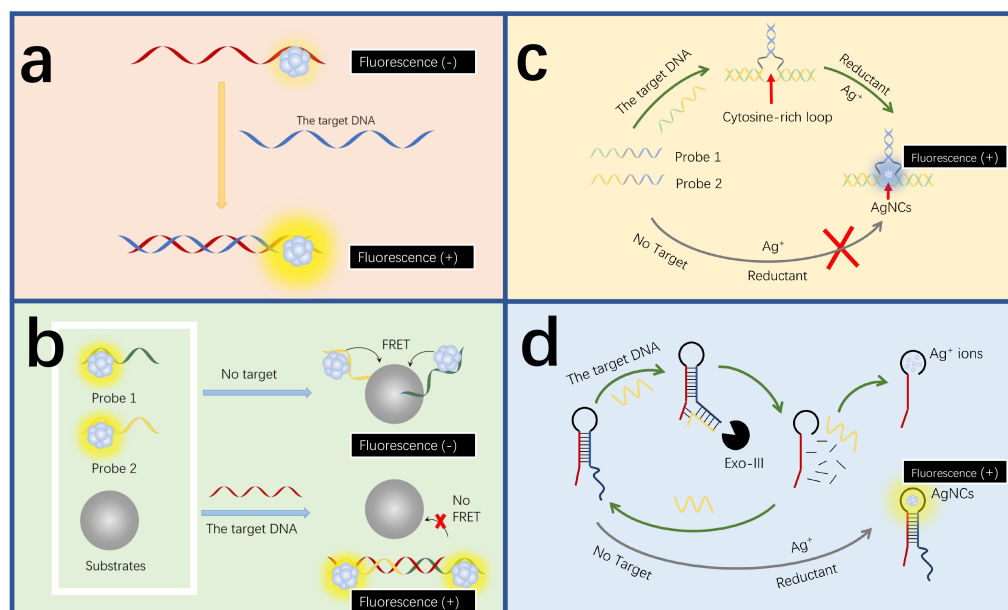 a
Fluorescence (-)
The target DNA
Fluorescence (+)
b
Probe 1
Probe 2
Substrates
No target
The target DNA
FRET
Fluorescence (-)
No
FRET
Fluorescence (+)
c
The target DNA
Cytosine-rich loop
Reductant
Ag⁺
Probe 1
Probe 2
Fluorescence (+)
AgNCs
No Target
Ag⁺
Reductant
d
The target DNA
Exo-III
Ag⁺ ions
Fluorescence (+)
AgNCs
No Target
Ag⁺
Reductant